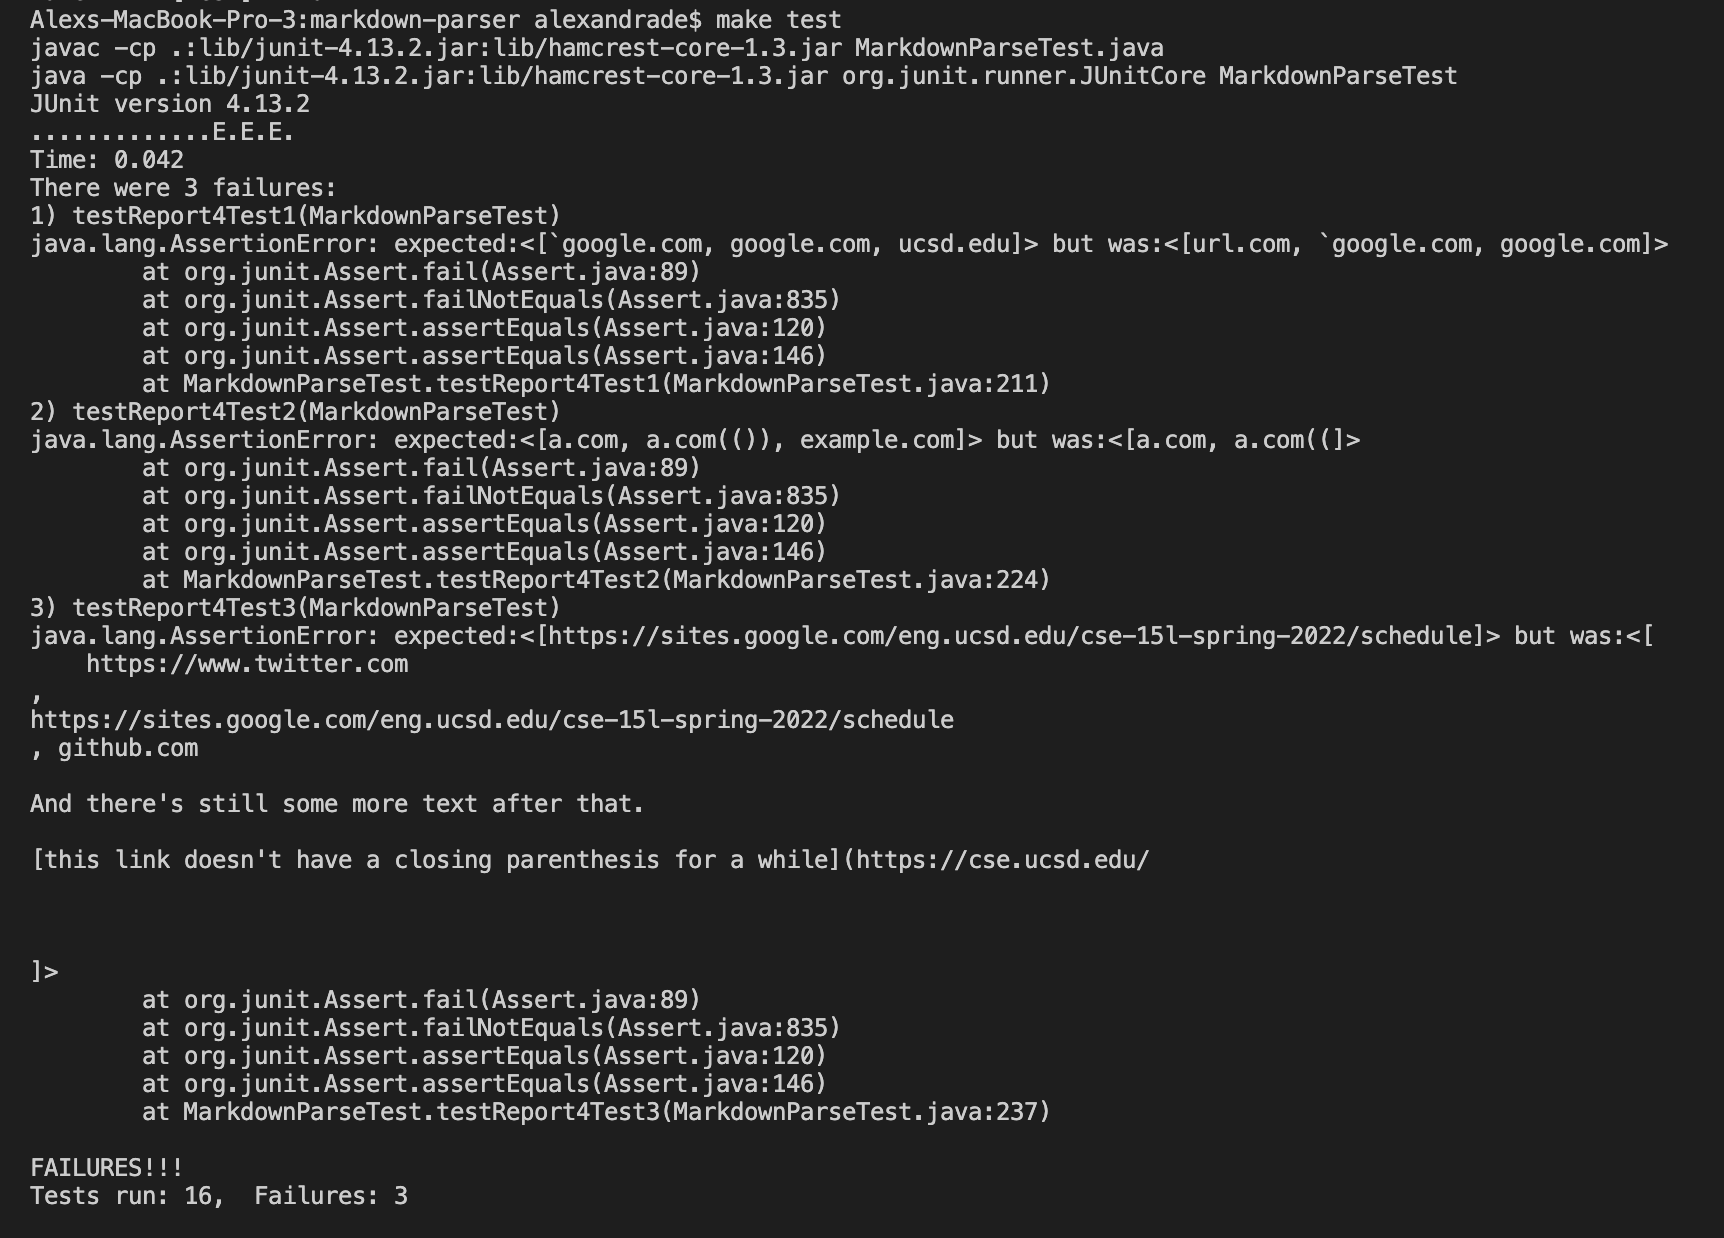 Alexs-MacBook-Pro-3:markdown-parser alexandrade$ make test
javac -cp .:lib/junit-4.13.2.jar:lib/hamcrest-core-1.3.jar MarkdownParseTest.java
java -cp .:lib/junit-4.13.2.jar:lib/hamcrest-core-1.3.jar org.junit.runner.JUnitCore MarkdownParseTest
JUnit version 4.13.2
.............E.E.E.
Time: 0.042
There were 3 failures:
1) testReport4Test1(MarkdownParseTest)
java.lang.AssertionError: expected:<[`google.com, google.com, ucsd.edu]> but was:<[url.com, `google.com, google.com]>
        at org.junit.Assert.fail(Assert.java:89)
        at org.junit.Assert.failNotEquals(Assert.java:835)
        at org.junit.Assert.assertEquals(Assert.java:120)
        at org.junit.Assert.assertEquals(Assert.java:146)
        at MarkdownParseTest.testReport4Test1(MarkdownParseTest.java:211)
2) testReport4Test2(MarkdownParseTest)
java.lang.AssertionError: expected:<[a.com, a.com(()), example.com]> but was:<[a.com, a.com((]>
        at org.junit.Assert.fail(Assert.java:89)
        at org.junit.Assert.failNotEquals(Assert.java:835)
        at org.junit.Assert.assertEquals(Assert.java:120)
        at org.junit.Assert.assertEquals(Assert.java:146)
        at MarkdownParseTest.testReport4Test2(MarkdownParseTest.java:224)
3) testReport4Test3(MarkdownParseTest)
java.lang.AssertionError: expected:<[https://sites.google.com/eng.ucsd.edu/cse-15l-spring-2022/schedule]> but was:<[
    https://www.twitter.com
,
https://sites.google.com/eng.ucsd.edu/cse-15l-spring-2022/schedule
, github.com

And there's still some more text after that.

[this link doesn't have a closing parenthesis for a while](https://cse.ucsd.edu/



]>
        at org.junit.Assert.fail(Assert.java:89)
        at org.junit.Assert.failNotEquals(Assert.java:835)
        at org.junit.Assert.assertEquals(Assert.java:120)
        at org.junit.Assert.assertEquals(Assert.java:146)
        at MarkdownParseTest.testReport4Test3(MarkdownParseTest.java:237)

FAILURES!!!
Tests run: 16,  Failures: 3